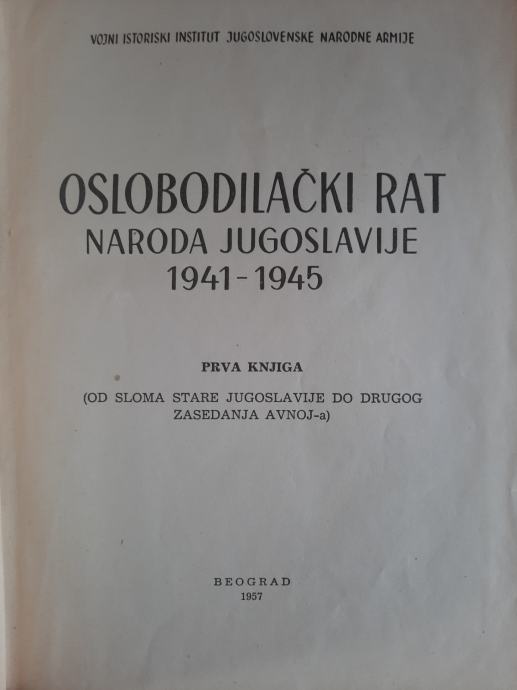 VOJNI ISTORISKI INSTITUT JUGOSLOVENSKE NARODNE ARMIJE
OSLOBODILAČKI RAT
NARODA JUGOSLAVIJE
1941-1945
PRVA KNJIGA
(OD SLOMA STARE JUGOSLAVIJE DO DRUGOG
ZASEDANJA AVNOJ-a)
BEOGRAD
1957